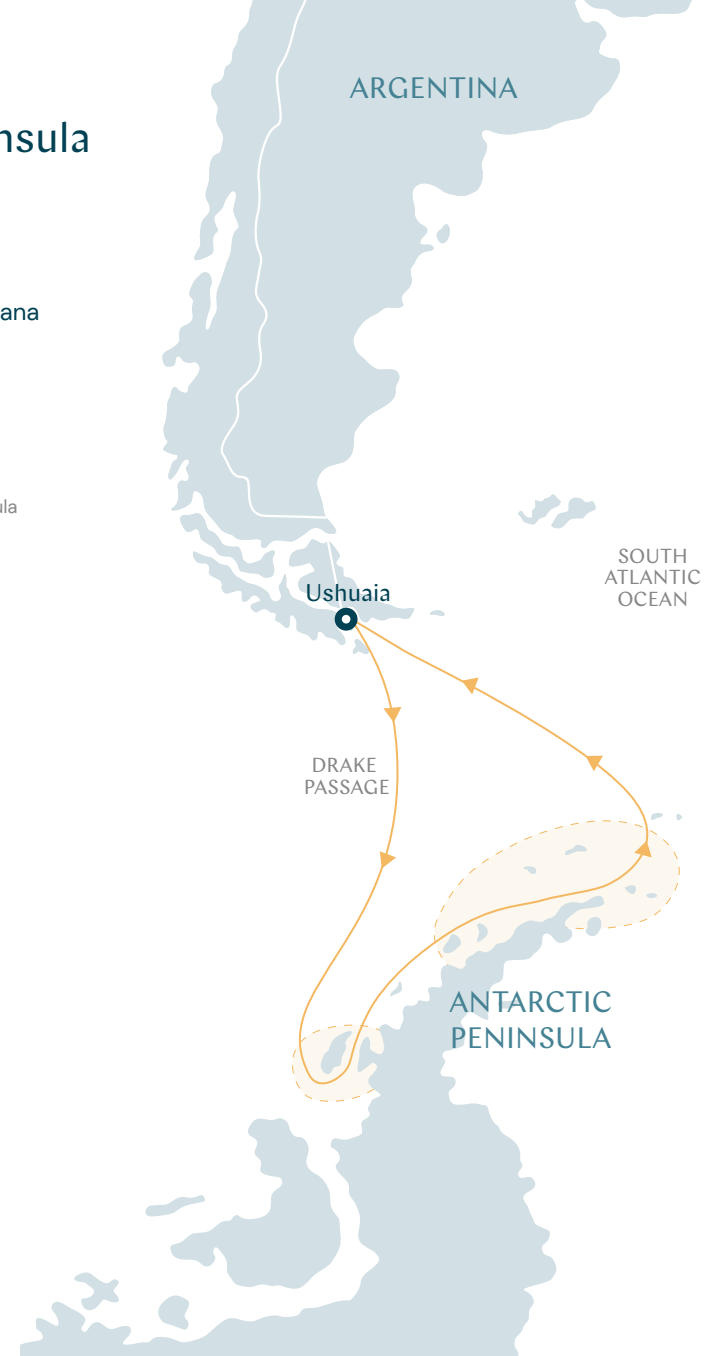 ARGENTINA
nsula
ana
ula
SOUTH
ATLANTIC
OCEAN
Ushuaia
DRAKE
PASSAGE
ANTARCTIC
PENINSULA